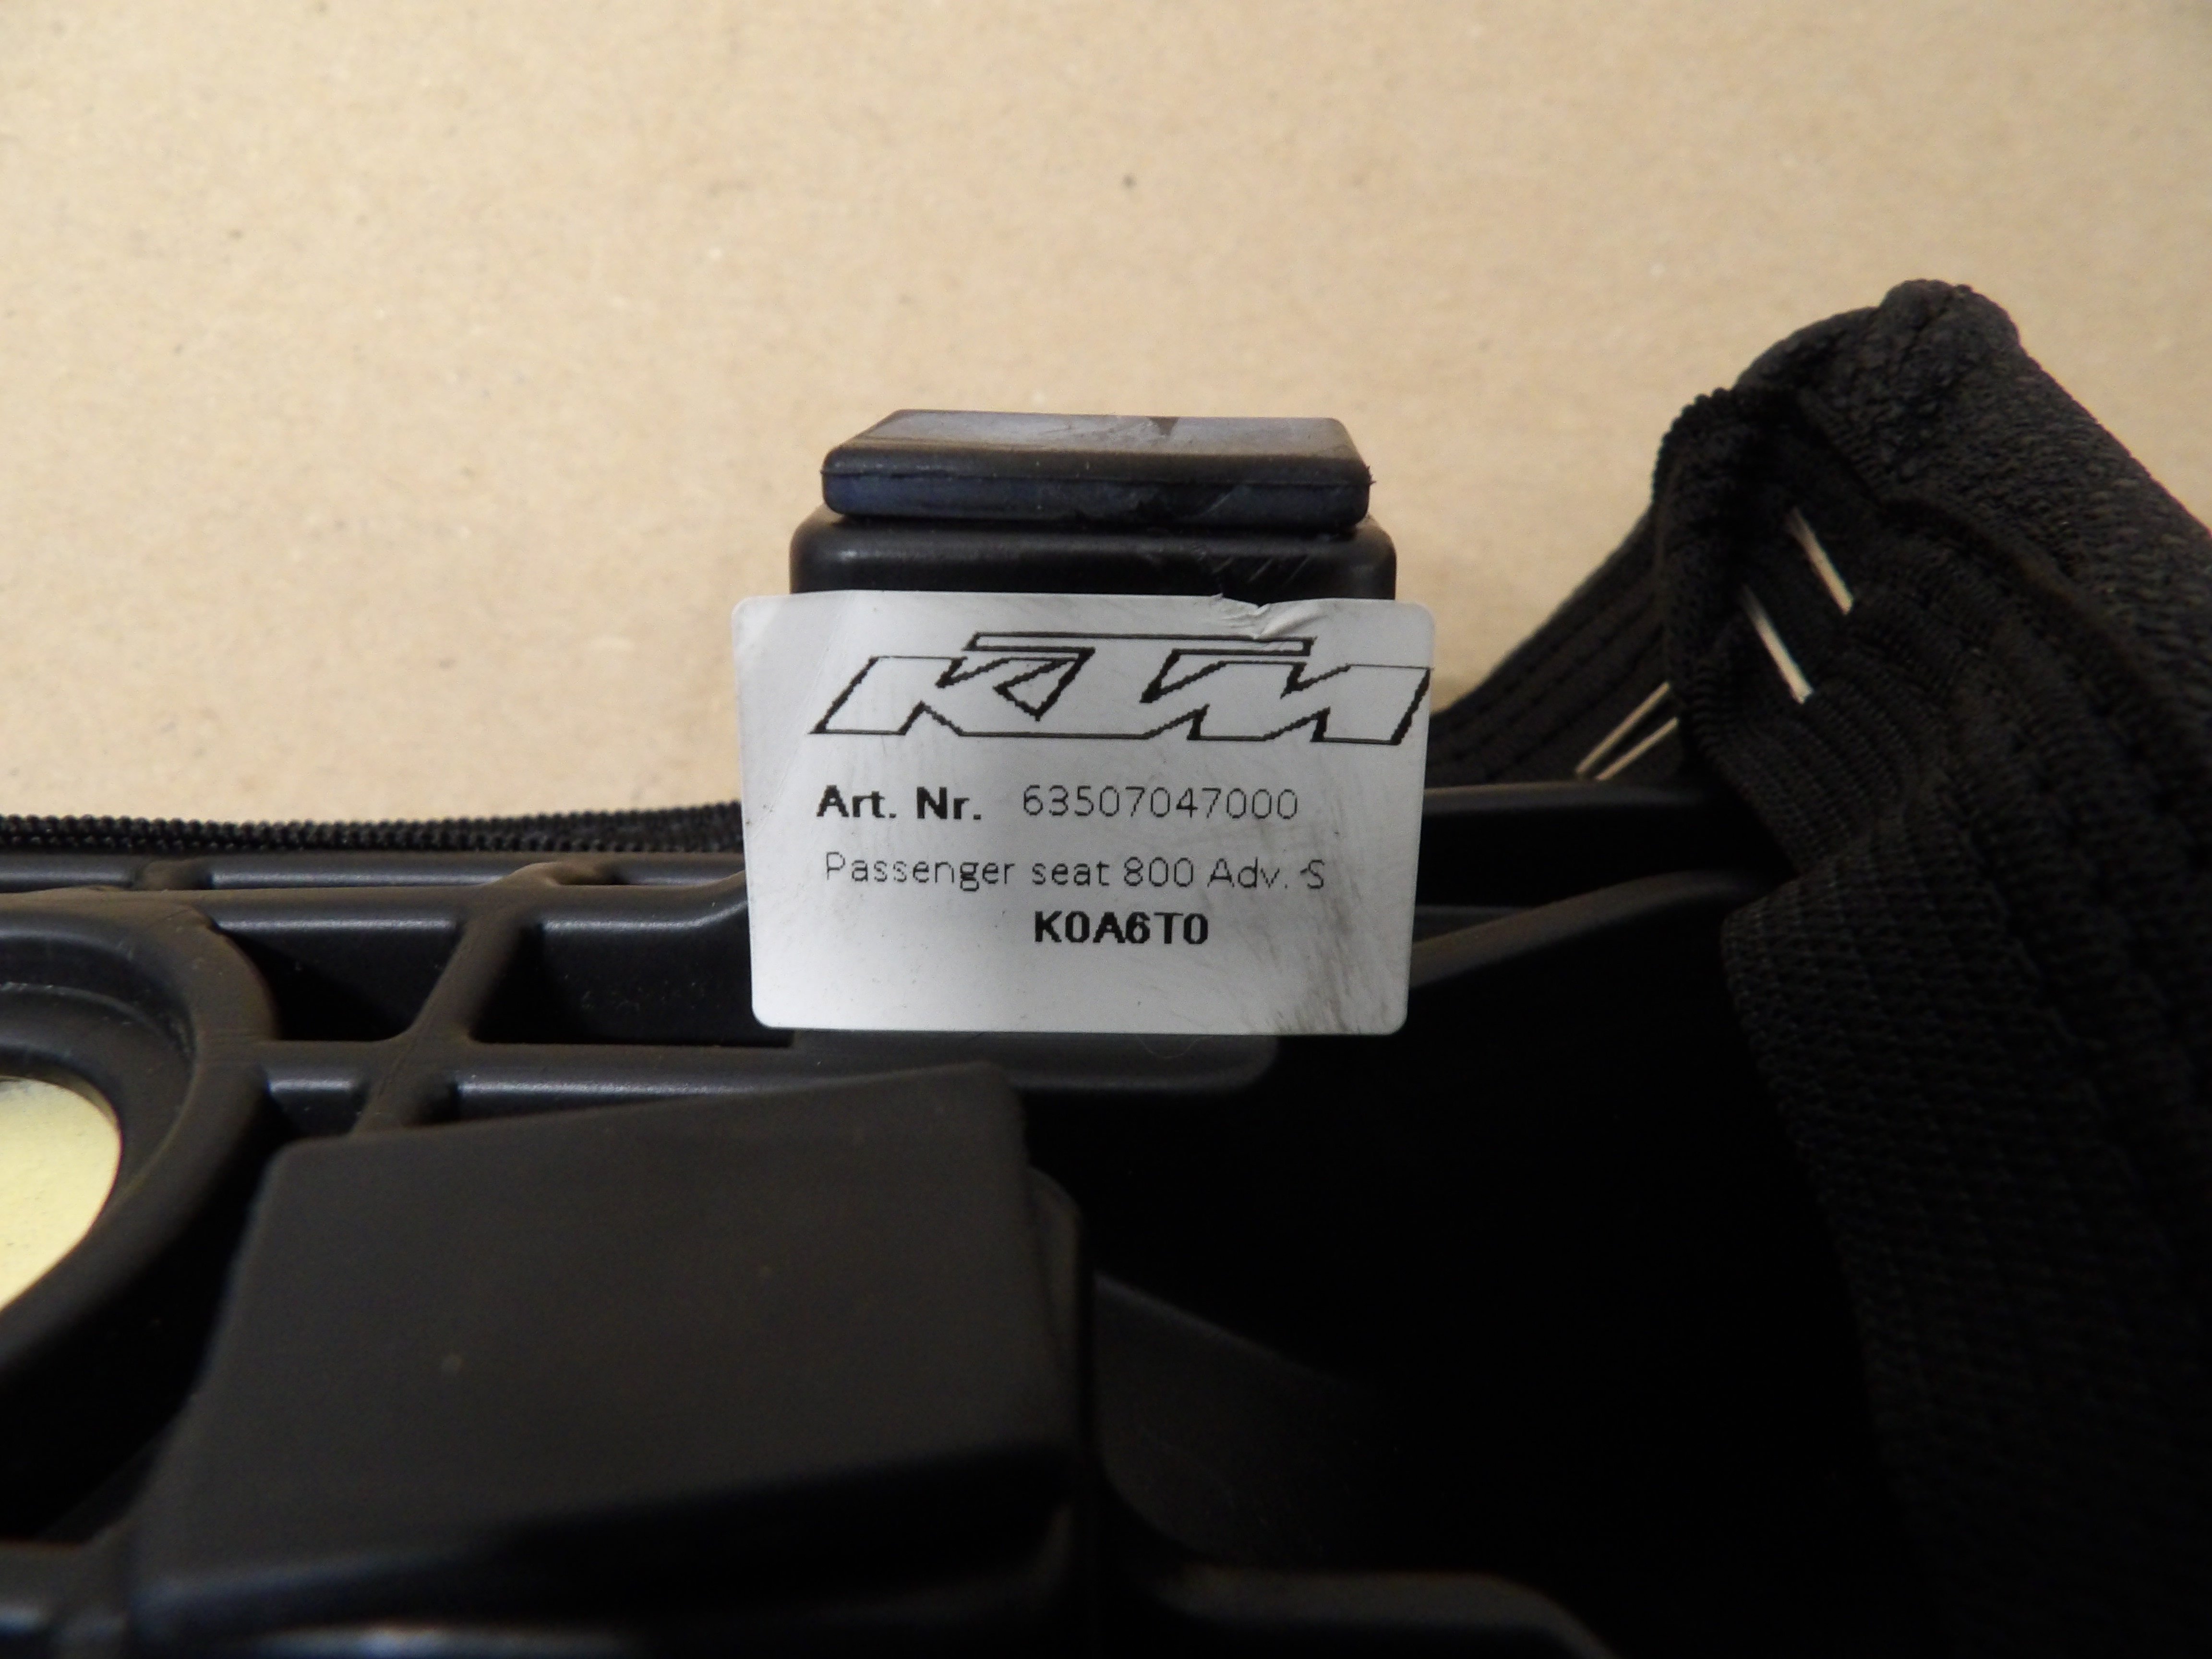 KTM
Art. Nr. 63507047000
Passenger seat 800 Adv. -S
K0A6T0